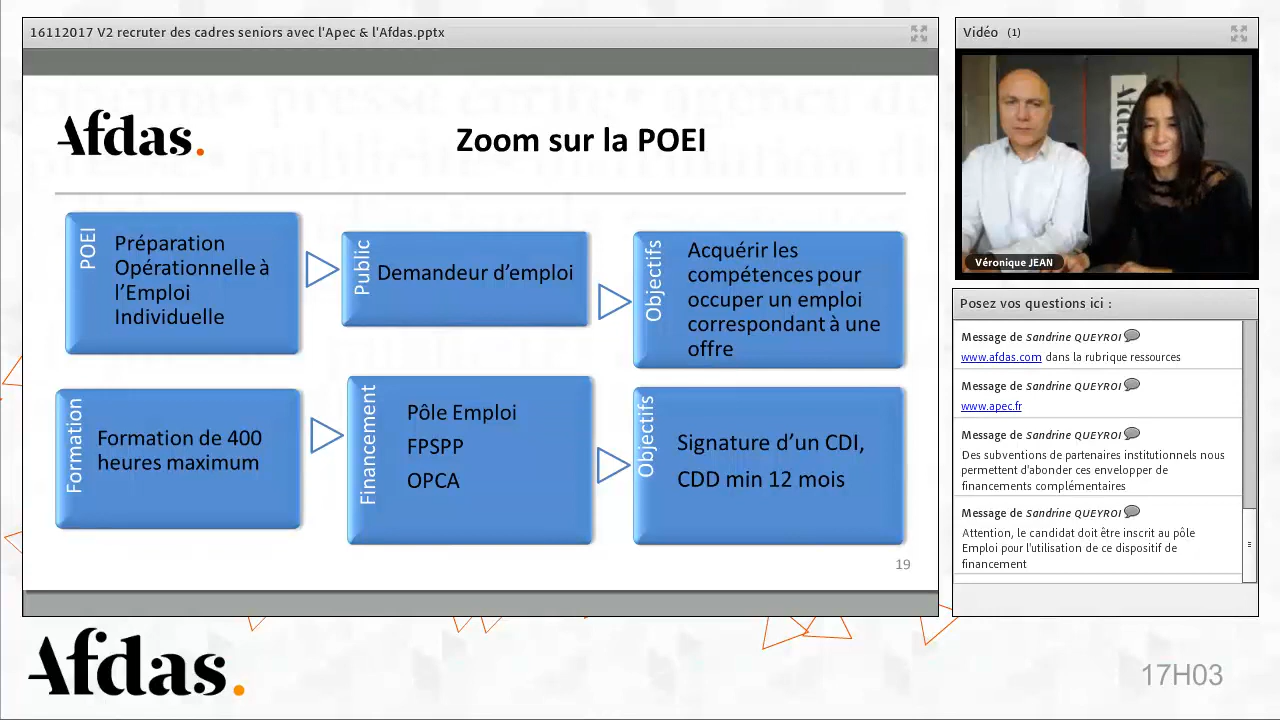 16112017 V2 recruter des cadres seniors avec l'Apec & l'Afdas.pptx
Afdas.
Zoom sur la POEI
POEI
Préparation
Opérationnelle à
l'Emploi
Individuelle
Public
Demandeur d'emploi
Objectifs
Acquérir les
compétences pour
occuper un emploi
correspondant à une
offre
Formation
Formation de 400
heures maximum
Financement
Pôle Emploi
FPSPP
OPCA
Objectifs
Signature d'un CDI,
CDD min 12 mois
19
Vidéo (1)
Afdas
Véronique JEAN
Posez vos questions ici :
Message de Sandrine QUEYROI
www.afdas.com dans la rubrique ressources
Message de Sandrine QUEYROI
www.apec.fr
Message de Sandrine QUEYROI
Des subventions de partenaires institutionnels nous
permettent d'abonder ces envelopper de
financements complémentaires
Message de Sandrine QUEYROI
Attention, le candidat doit être inscrit au pôle
Emploi pour l'utilisation de ce dispositif de
financement
Afdas.
17H03